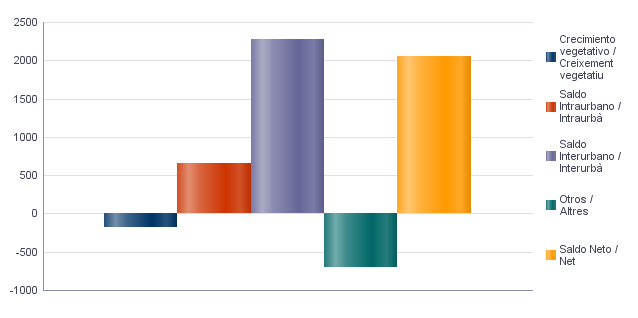 2500
2000
1500
1000
500
0
-500
-1000
Crecimiento
vegetativo /
Creixement
vegetatiu
Saldo
Intraurbano /
Intraurbà
Saldo
Interurbano /
Interurbà
Otros /
Altres
Saldo Neto /
Net